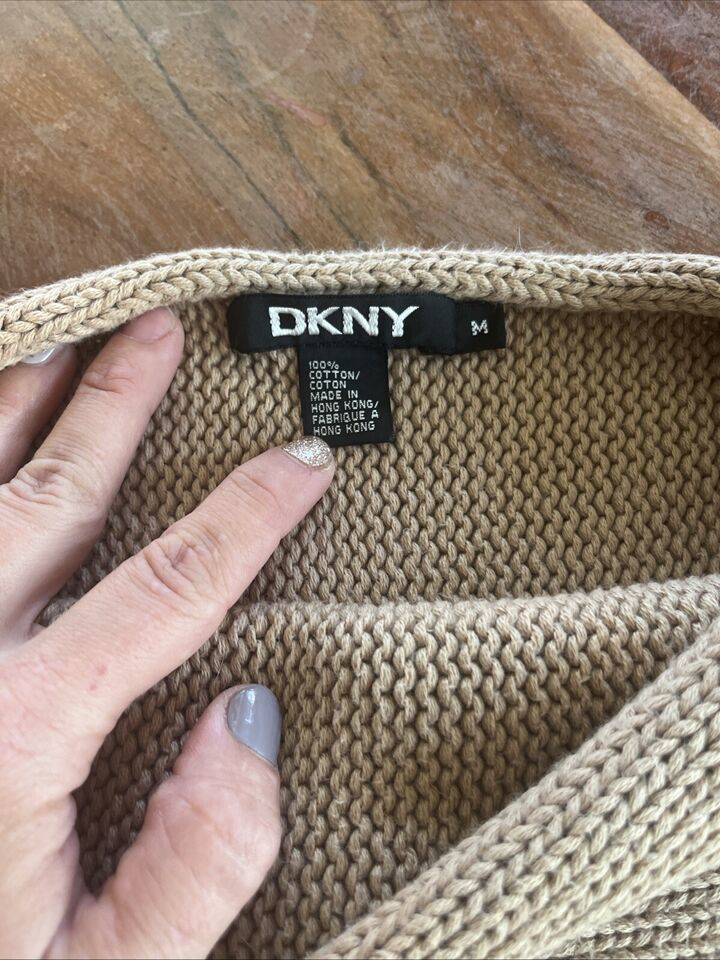 DKNY M
100%
COTTON/
COTON
MADE IN
HONG KONG/
FABRIQUE A
HONG KONG